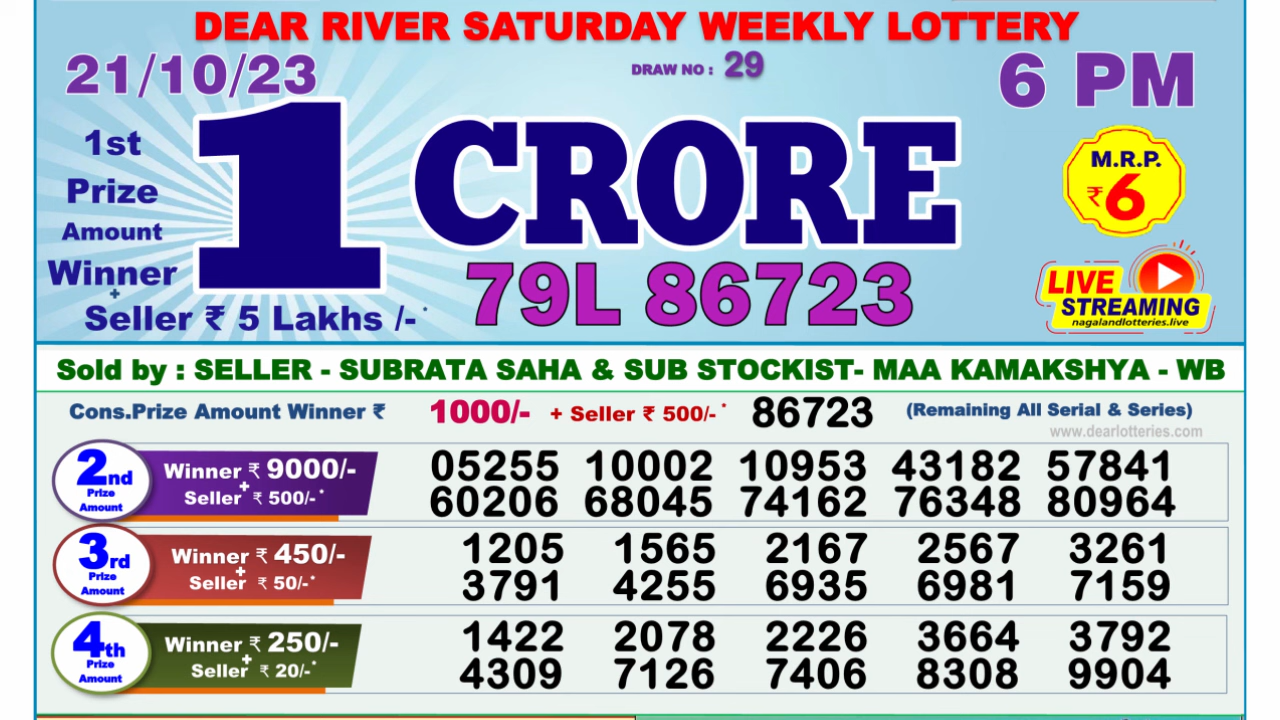 DEAR RIVER SATURDAY WEEKLY LOTTERY
21/10/23
DRAW NO : 29
6 PM
1st
Prize
Amount
Winner
+
Seller ₹ 5 Lakhs /-*
1 CRORE
79L 86723
M.R.P.
₹6
LIVE
STREAMING
nagalandlotteries.live
Sold by : SELLER - SUBRATA SAHA & SUB STOCKIST- MAA KAMAKSHYA - WB
Cons.Prize Amount Winner ₹ 1000/- + Seller ₹ 500/-* 86723 (Remaining All Serial & Series)
www.dearlotteries.com
2nd
Prize
Amount
Winner ₹ 9000/-
+
Seller ₹ 500/-*
05255 10002 10953 43182 57841
60206 68045 74162 76348 80964
3rd
Prize
Amount
Winner ₹ 450/-
+
Seller ₹ 50/-*
1205 1565 2167 2567 3261
3791 4255 6935 6981 7159
4th
Prize
Amount
Winner ₹ 250/-
+
Seller ₹ 20/-*
1422 2078 2226 3664 3792
4309 7126 7406 8308 9904